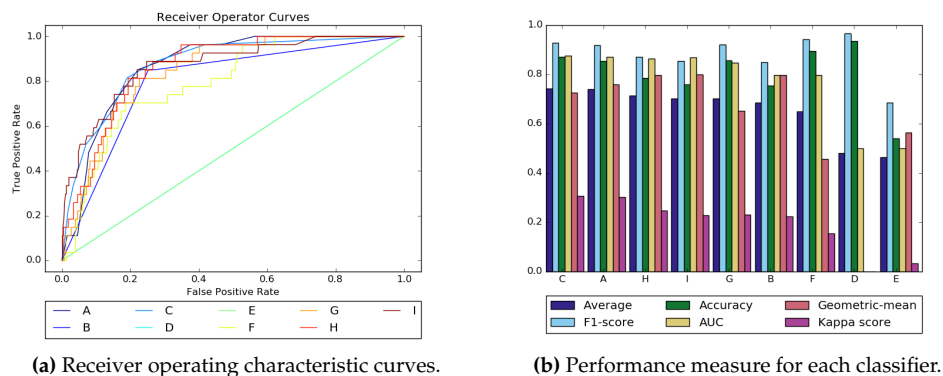 Receiver Operator Curves
True Positive Rate
1.0
0.8
0.6
0.4
0.2
0.0
0.0 0.2 0.4 0.6 0.8 1.0
False Positive Rate
A C E G I
B D F H
(a) Receiver operating characteristic curves.
1.0
0.8
0.6
0.4
0.2
0.0
C A H I G B F D E
Average Accuracy Geometric-mean
F1-score AUC Kappa score
(b) Performance measure for each classifier.